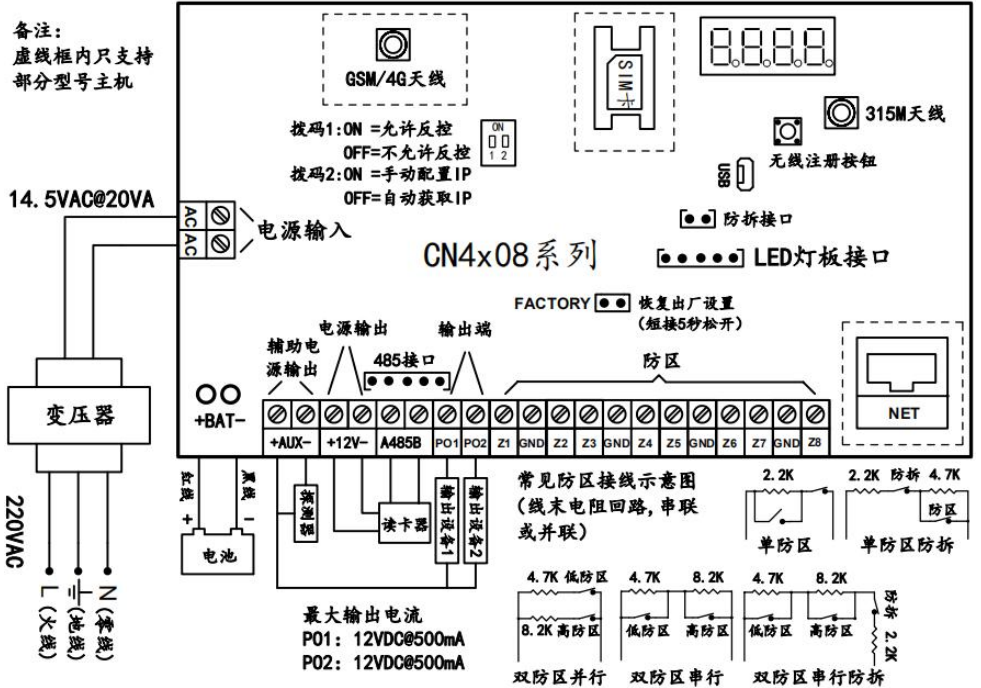 备注:
虚线框内只支持
部分型号主机
GSM/4G天线
SIM卡
8.8.8.8.
315M天线
无线注册按钮
USB
拨码1:ON =允许反控
OFF=不允许反控
拨码2:ON =手动配置IP
OFF=自动获取IP
ON
1 2
14.5VAC@20VA
AC
AC
电源输入
防拆接口
CN4x08系列
LED灯板接口
FACTORY
恢复出厂设置
(短接5秒松开)
电源输出
输出端
辅助电
源输出
485接口
防区
NET
变压器
+BAT-
+AUX- +12V- A485B PO1 PO2 Z1 GND Z2 Z3 GND Z4 Z5 GND Z6 Z7 GND Z8
红线
+
黑线
-
电池
探测器
读卡器
输出设备1
输出设备2
220VAC
L(火线)
(地线)
N(零线)
最大输出电流
PO1: 12VDC@500mA
PO2: 12VDC@500mA
常见防区接线示意图
(线末电阻回路,串联
或并联)
2.2K
单防区
2.2K 防拆 4.7K
防区
单防区防拆
4.7K 低防区
8.2K 高防区
双防区并行
4.7K 8.2K
低防区 高防区
双防区串行
4.7K 8.2K
低防区 高防区
防拆
2.2K
双防区串行防拆